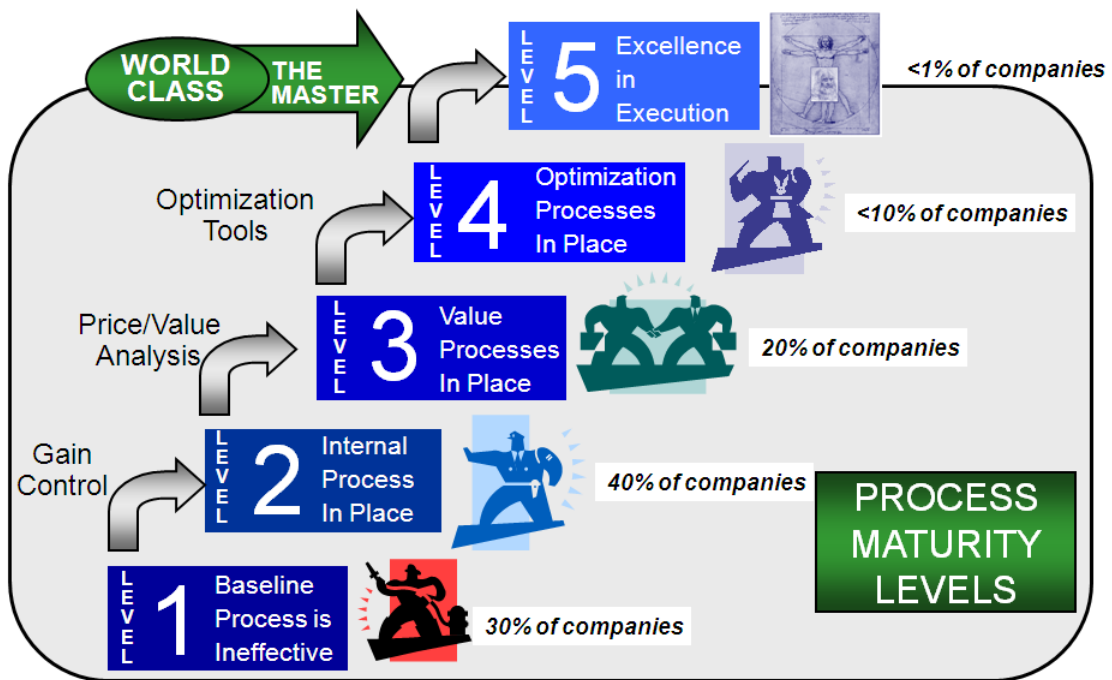 WORLD
CLASS
THE
MASTER
LEVEL
5
Excellence
in
Execution
<1% of companies
Optimization
Tools
LEVEL
4
Optimization
Processes
In Place
<10% of companies
Price/Value
Analysis
LEVEL
3
Value
Processes
In Place
20% of companies
Gain
Control
LEVEL
2
Internal
Process
In Place
40% of companies
LEVEL
1
Baseline
Process is
Ineffective
30% of companies
PROCESS
MATURITY
LEVELS